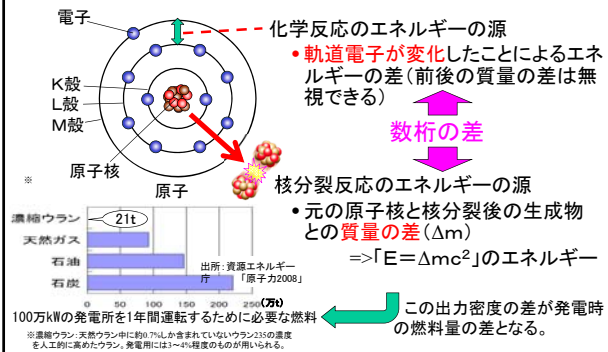 電子
K殻
L殻
M殻
原子核
原子
化学反応のエネルギーの源
• 軌道電子が変化したことによるエネ
ルギーの差(前後の質量の差は無
視できる)
数桁の差
核分裂反応のエネルギーの源
• 元の原子核と核分裂後の生成物
との質量の差(Δm)
=>「E=Δmc²」のエネルギー
※
濃縮ウラン
21t
天然ガス
石油
石炭
出所:資源エネルギー
庁 「原子力2008」
0 50 100 150 200 250
(万t)
100万kWの発電所を1年間運転するために必要な燃料
この出力密度の差が発電時
の燃料量の差となる。
※濃縮ウラン:天然ウラン中に約0.7%しか含まれていないウラン235の濃度
を人工的に高めたウラン。発電用には3~4%程度のものが用いられる。